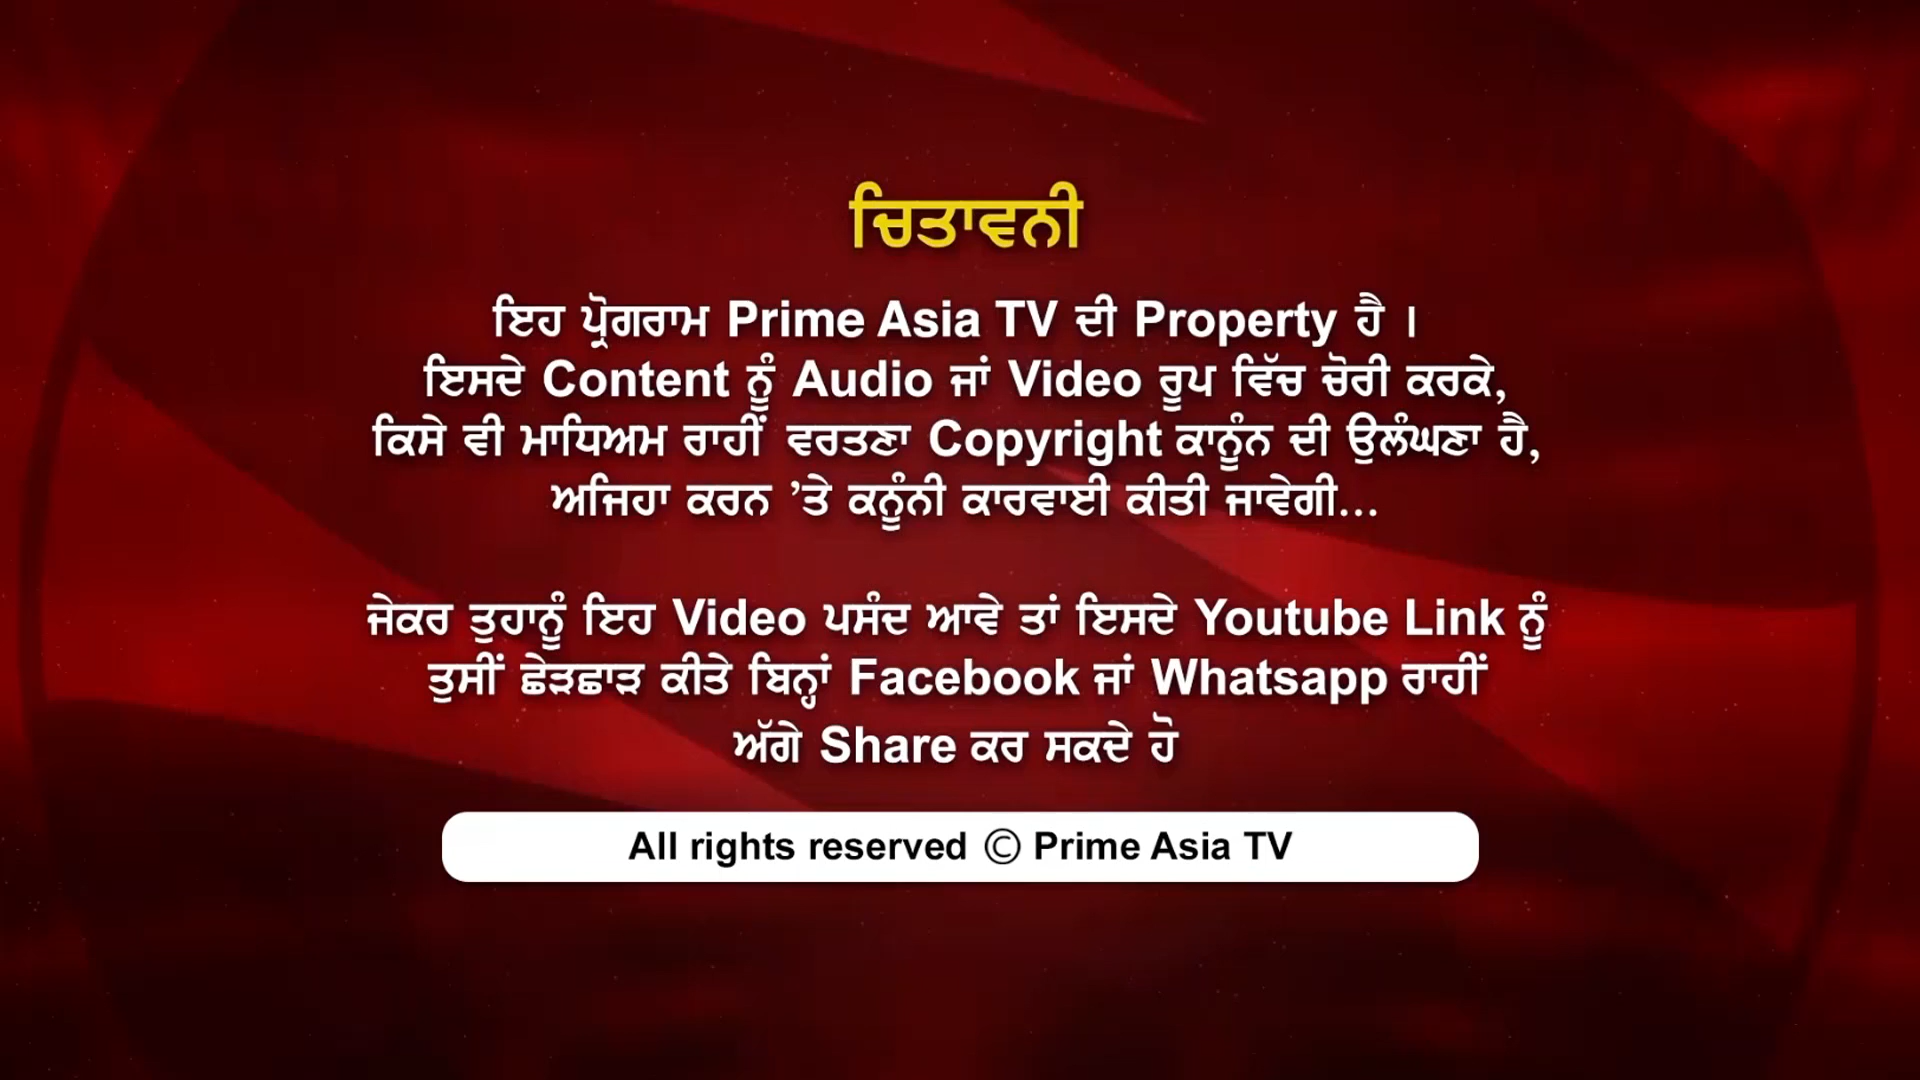 ਚਿਤਾਵਨੀ
ਇਹ ਪ੍ਰੋਗਰਾਮ Prime Asia TV ਦੀ Property ਹੈ ।
ਇਸਦੇ Content ਨੂੰ Audio ਜਾਂ Video ਰੂਪ ਵਿੱਚ ਚੋਰੀ ਕਰਕੇ,
ਕਿਸੇ ਵੀ ਮਾਧਿਅਮ ਰਾਹੀਂ ਵਰਤਣਾ Copyright ਕਾਨੂੰਨ ਦੀ ਉਲੰਘਣਾ ਹੈ,
ਅਜਿਹਾ ਕਰਨ ’ਤੇ ਕਨੂੰਨੀ ਕਾਰਵਾਈ ਕੀਤੀ ਜਾਵੇਗੀ...
ਜੇਕਰ ਤੁਹਾਨੂੰ ਇਹ Video ਪਸੰਦ ਆਵੇ ਤਾਂ ਇਸਦੇ Youtube Link ਨੂੰ
ਤੁਸੀਂ ਛੇੜਛਾੜ ਕੀਤੇ ਬਿਨ੍ਹਾਂ Facebook ਜਾਂ Whatsapp ਰਾਹੀਂ
ਅੱਗੇ Share ਕਰ ਸਕਦੇ ਹੋ
All rights reserved © Prime Asia TV